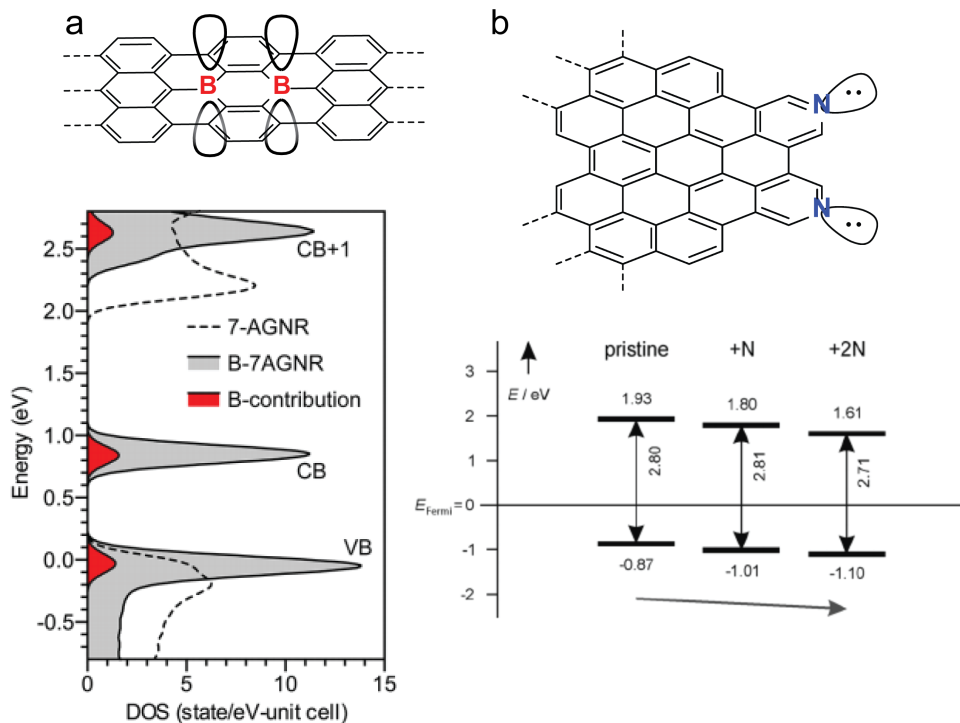 a
B B
2.5
2.0
1.5
1.0
0.5
0.0
-0.5
Energy (eV)
CB+1
7-AGNR
B-7AGNR
B-contribution
CB
VB
0 5 10 15
DOS (state/eV-unit cell)
b
N
N
pristine +N +2N
E / eV
3
2
1
E Fermi = 0
-1
-2
1.93 1.80 1.61
2.80 2.81 2.71
-0.87 -1.01 -1.10